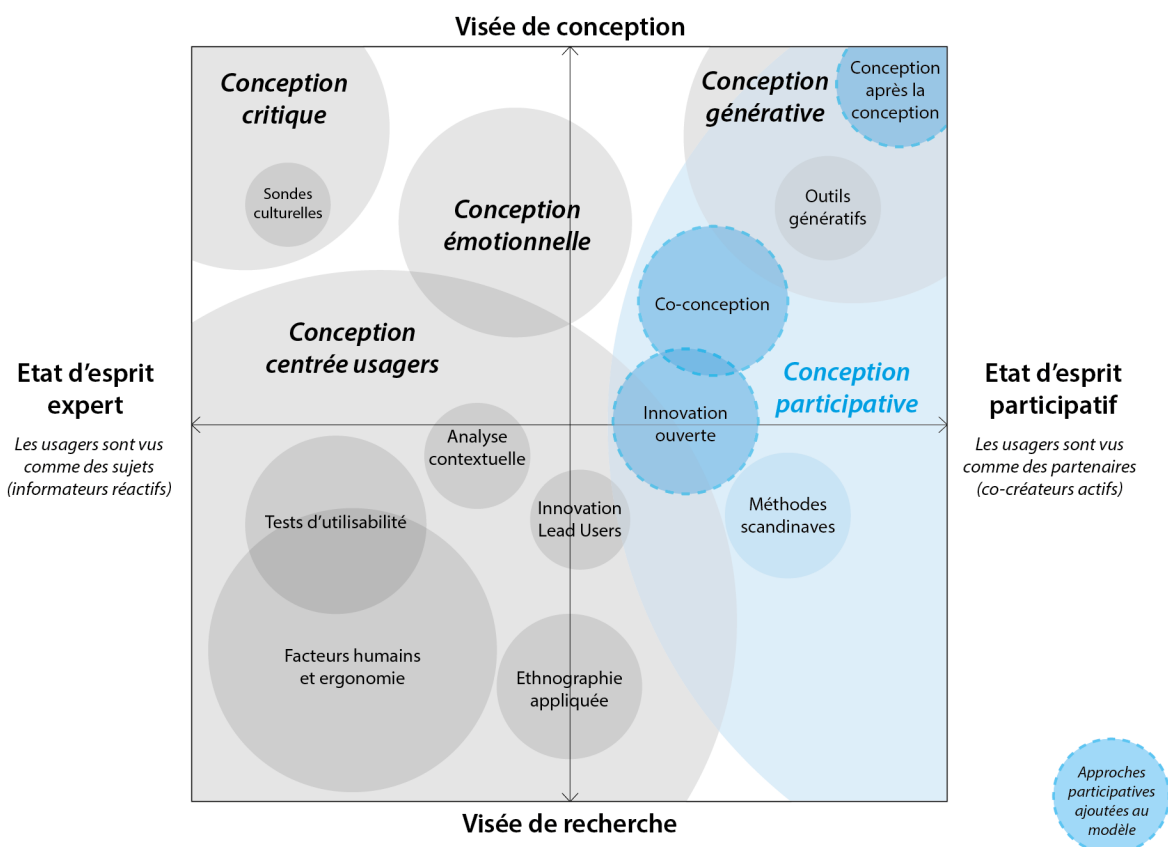 Visée de conception
Conception
critique
Sondes
culturelles
Conception
émotionnelle
Conception
générative
Conception
après la
conception
Outils
génératifs
Co-conception
Conception
centrée usagers
Etat d’esprit
expert
Les usagers sont vus
comme des sujets
(informateurs réactifs)
Conception
participative
Innovation
ouverte
Etat d’esprit
participatif
Les usagers sont vus
comme des partenaires
(co-créateurs actifs)
Analyse
contextuelle
Tests d’utilisabilité
Innovation
Lead Users
Méthodes
scandinaves
Facteurs humains
et ergonomie
Ethnographie
appliquée
Visée de recherche
Approches
participatives
ajoutées au
modèle